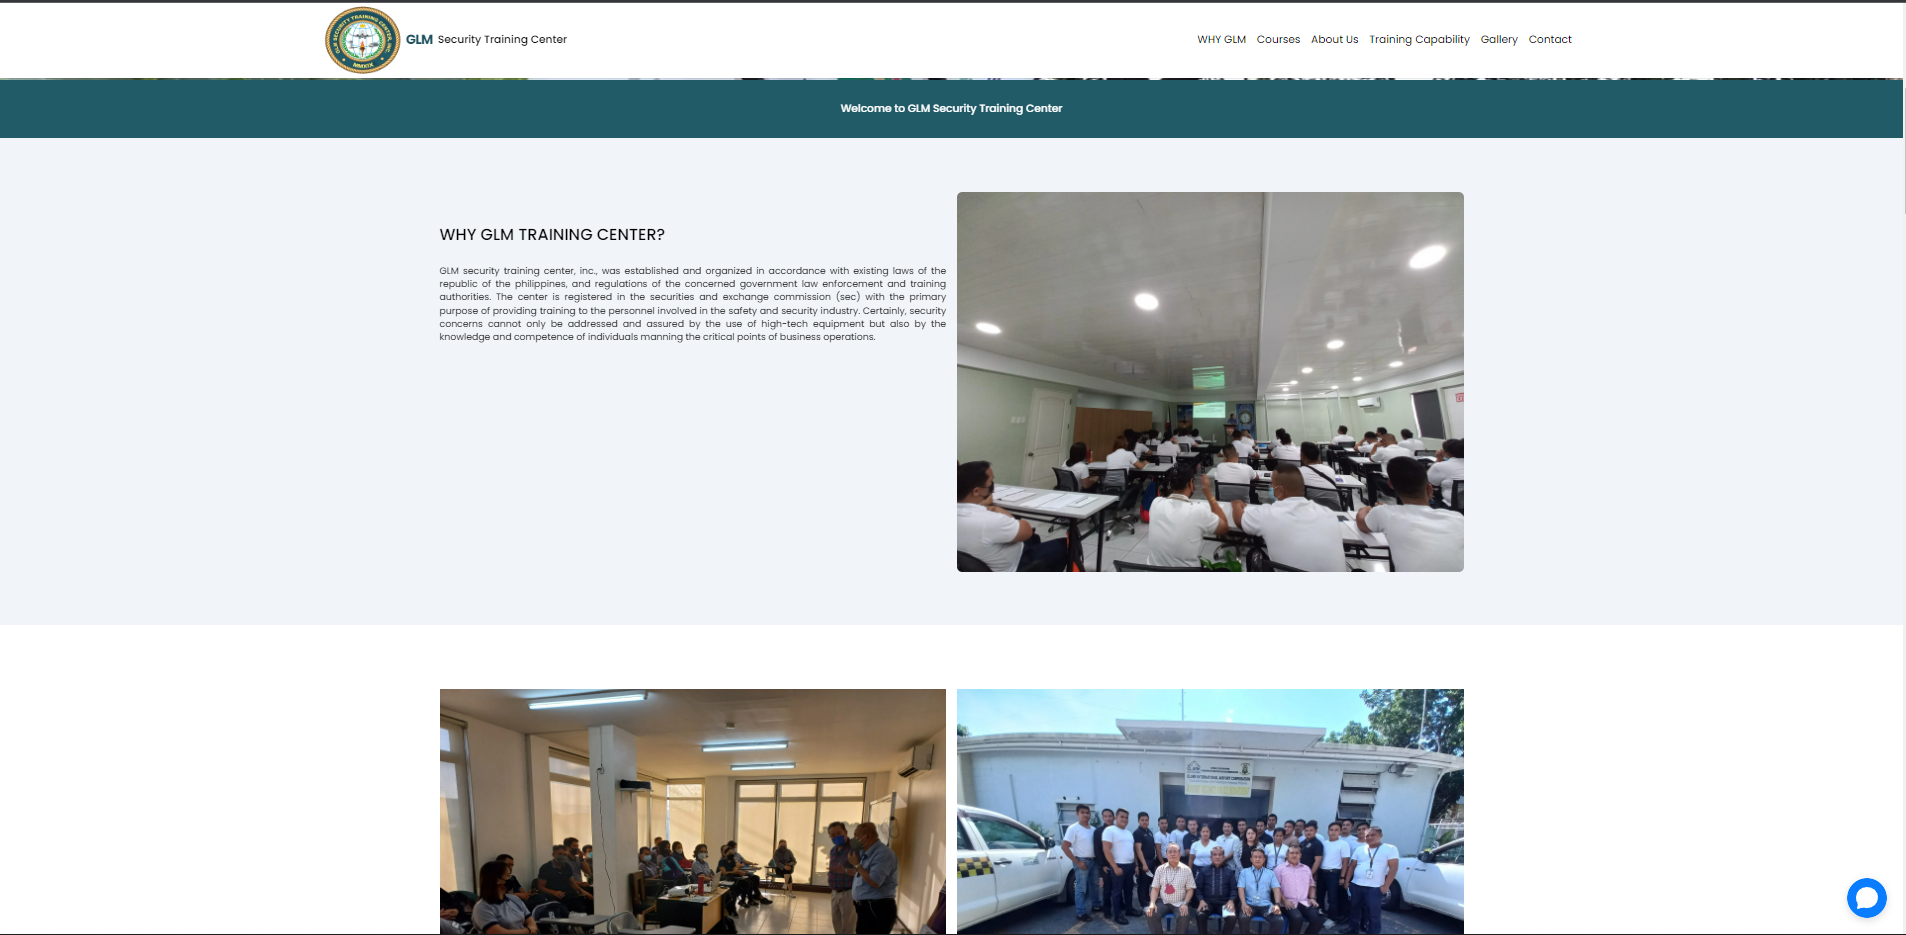 GLM SECURITY TRAINING CENTER, INC.
MMXIX
GLM Security Training Center
WHY GLM Courses About Us Training Capability Gallery Contact
Welcome to GLM Security Training Center
WHY GLM TRAINING CENTER?
GLM security training center, inc., was established and organized in accordance with existing laws of the
republic of the philippines, and regulations of the concerned government law enforcement and training
authorities. The center is registered in the securities and exchange commission (sec) with the primary
purpose of providing training to the personnel involved in the safety and security industry. Certainly, security
concerns cannot only be addressed and assured by the use of high-tech equipment but also by the
knowledge and competence of individuals manning the critical points of business operations.